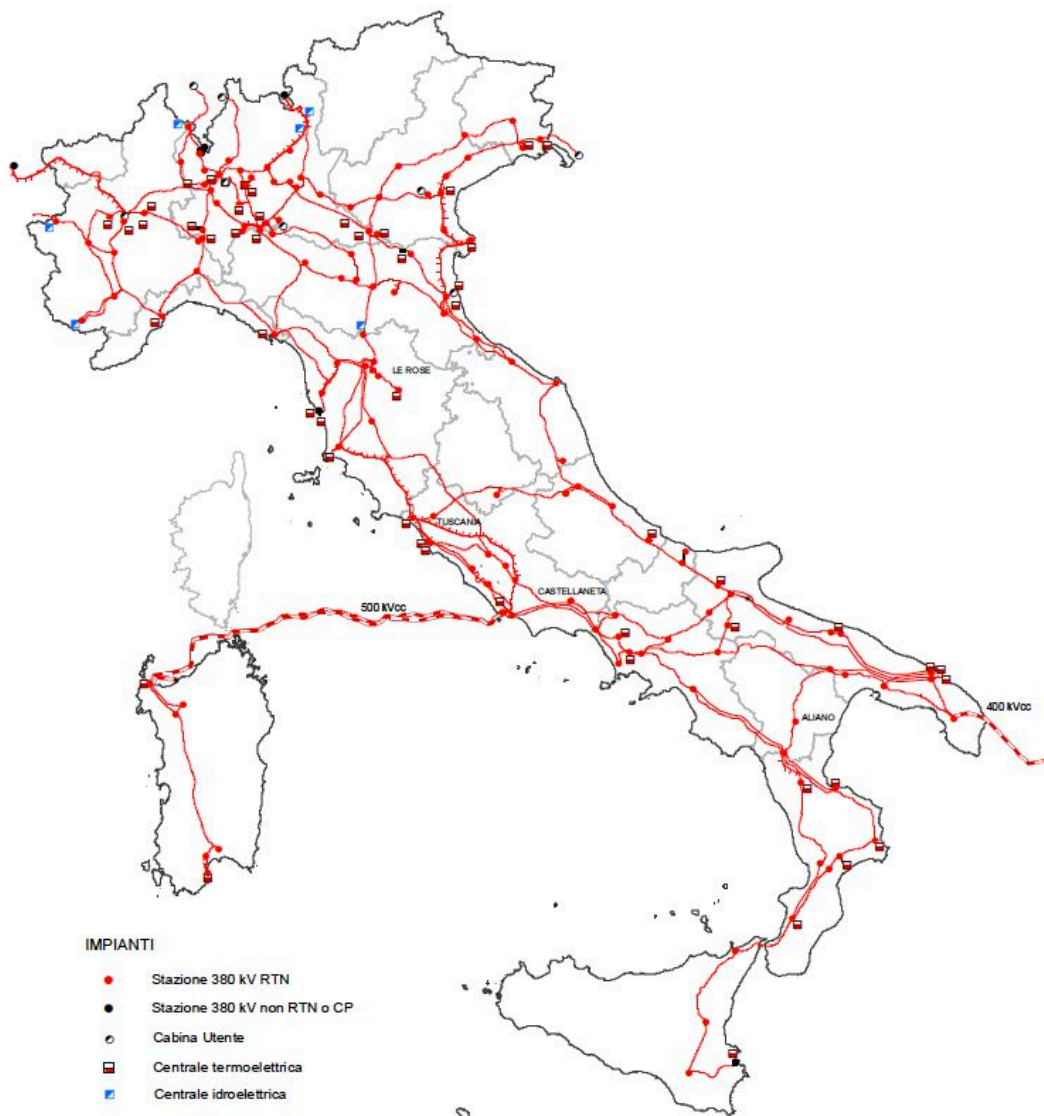 LE ROSE
TUSCANIA
CASTELLANETA
500 kVcc
400 kVcc
ALIANO
IMPIANTI
Stazione 380 kV RTN
Stazione 380 kV non RTN o CP
Cabina Utente
Centrale termoelettrica
Centrale idroelettrica